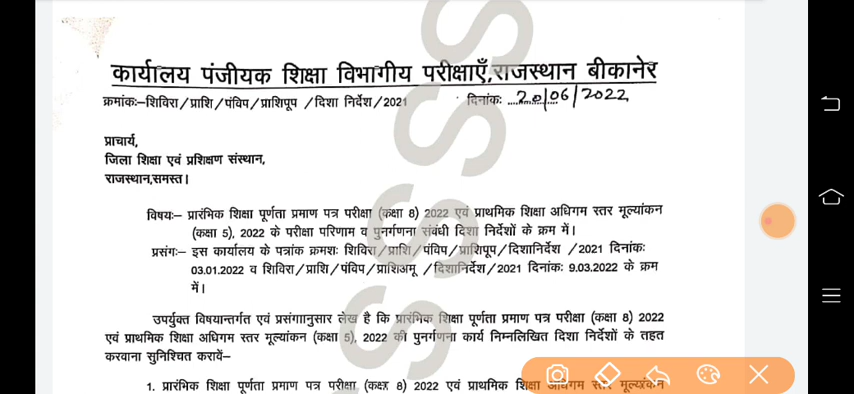 कार्यालय पंजीयक शिक्षा विभागीय परीक्षाएँ,राजस्थान बीकानेर
क्रमांकः–शिविरा/प्राशि/पंविप/प्राशिपूप /दिशा निर्देश/2021 दिनांकः 20/06/2022
प्राचार्य,
जिला शिक्षा एवं प्रशिक्षण संस्थान,
राजस्थान,समस्त।
विषयः– प्रारंभिक शिक्षा पूर्णता प्रमाण पत्र परीक्षा (कक्षा 8) 2022 एवं प्राथमिक शिक्षा अधिगम स्तर मूल्यांकन
(कक्षा 5), 2022 के परीक्षा परिणाम व पुनर्गणना संबंधी दिशा निर्देशों के क्रम में।
प्रसंगः– इस कार्यालय के पत्रांक क्रमशः शिविरा/प्राशि/पंविप/प्राशिपूप/दिशानिर्देश /2021 दिनांकः
03.01.2022 व शिविरा/प्राशि/पंविप/प्राशिअमू /दिशानिर्देश/2021 दिनांकः 9.03.2022 के क्रम
में।
उपर्युक्त विषयान्तर्गत एवं प्रसंगाानुसार लेख है कि प्रारंभिक शिक्षा पूर्णता प्रमाण पत्र परीक्षा (कक्षा 8) 2022
एवं प्राथमिक शिक्षा अधिगम स्तर मूल्यांकन (कक्षा 5), 2022 की पुनर्गणना कार्य निम्नलिखित दिशा निर्देशों के तहत
करवाना सुनिश्चित करावें–
1. प्रारंभिक शिक्षा पूर्णता प्रमाण पत्र परीक्षा (कक्षा 8) 2022 एवं प्राथमिक शिक्षा अधिगम स्तर मूल्यांकन